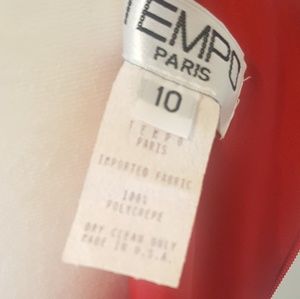 TEMPO
PARIS
10
TEMPO
PARIS
IMPORTED FABRIC
100%
POLYCREPE
DRY CLEAN ONLY
MADE IN U.S.A.